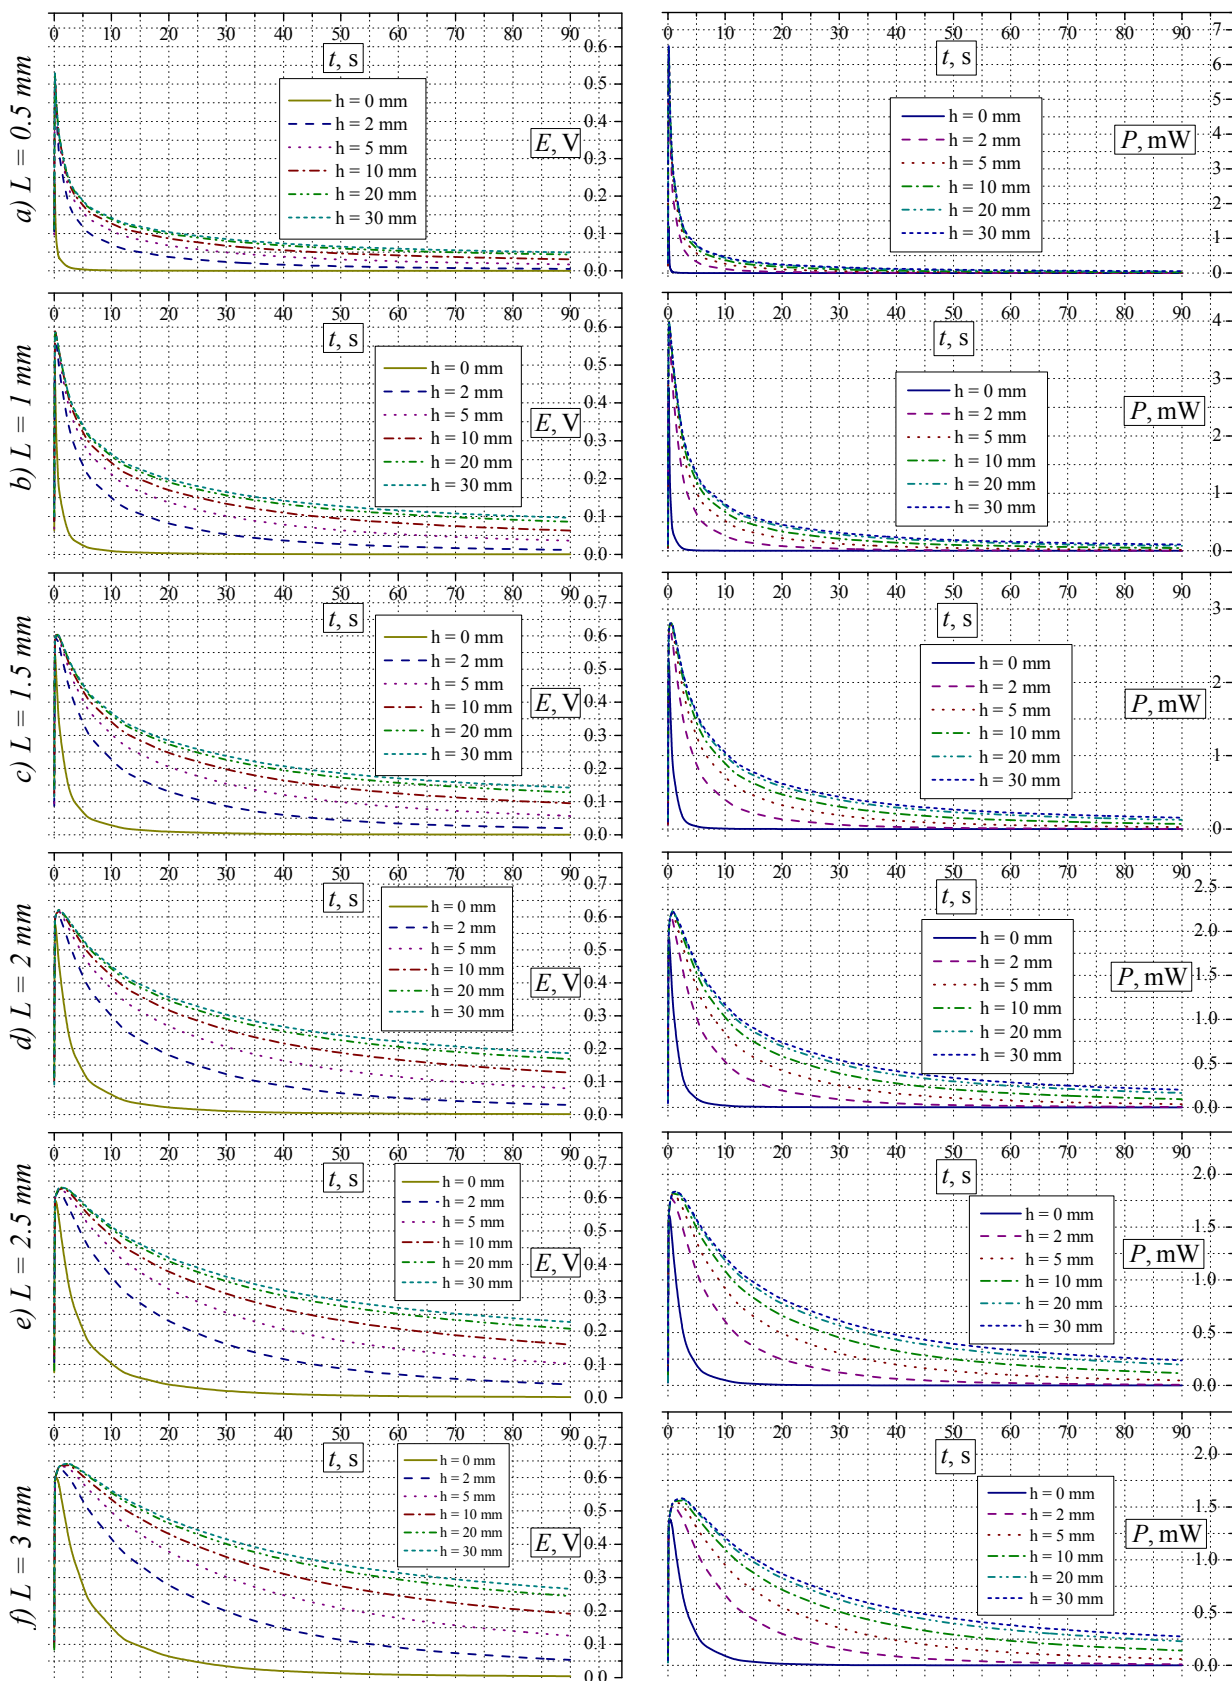 a) L = 0.5 mm
0 10 20 30 40 50 60 70 80 90
t, s
h = 0 mm
h = 2 mm
h = 5 mm
h = 10 mm
h = 20 mm
h = 30 mm
E, V
0.6
0.5
0.4
0.3
0.2
0.1
0.0
0 10 20 30 40 50 60 70 80 90
t, s
h = 0 mm
h = 2 mm
h = 5 mm
h = 10 mm
h = 20 mm
h = 30 mm
P, mW
7
6
5
4
3
2
1
0
b) L = 1 mm
0 10 20 30 40 50 60 70 80 90
t, s
h = 0 mm
h = 2 mm
h = 5 mm
h = 10 mm
h = 20 mm
h = 30 mm
E, V
0.6
0.5
0.4
0.3
0.2
0.1
0.0
0 10 20 30 40 50 60 70 80 90
t, s
h = 0 mm
h = 2 mm
h = 5 mm
h = 10 mm
h = 20 mm
h = 30 mm
P, mW
4
3
2
1
0
c) L = 1.5 mm
0 10 20 30 40 50 60 70 80 90
t, s
h = 0 mm
h = 2 mm
h = 5 mm
h = 10 mm
h = 20 mm
h = 30 mm
E, V
0.7
0.6
0.5
0.4
0.3
0.2
0.1
0.0
0 10 20 30 40 50 60 70 80 90
t, s
h = 0 mm
h = 2 mm
h = 5 mm
h = 10 mm
h = 20 mm
h = 30 mm
P, mW
3
2
1
0
d) L = 2 mm
0 10 20 30 40 50 60 70 80 90
t, s
h = 0 mm
h = 2 mm
h = 5 mm
h = 10 mm
h = 20 mm
h = 30 mm
E, V
0.7
0.6
0.5
0.4
0.3
0.2
0.1
0.0
0 10 20 30 40 50 60 70 80 90
t, s
h = 0 mm
h = 2 mm
h = 5 mm
h = 10 mm
h = 20 mm
h = 30 mm
P, mW
2.5
2.0
1.5
1.0
0.5
0.0
e) L = 2.5 mm
0 10 20 30 40 50 60 70 80 90
t, s
h = 0 mm
h = 2 mm
h = 5 mm
h = 10 mm
h = 20 mm
h = 30 mm
E, V
0.7
0.6
0.5
0.4
0.3
0.2
0.1
0.0
0 10 20 30 40 50 60 70 80 90
t, s
h = 0 mm
h = 2 mm
h = 5 mm
h = 10 mm
h = 20 mm
h = 30 mm
P, mW
2.0
1.5
1.0
0.5
0.0
f) L = 3 mm
0 10 20 30 40 50 60 70 80 90
t, s
h = 0 mm
h = 2 mm
h = 5 mm
h = 10 mm
h = 20 mm
h = 30 mm
E, V
0.7
0.6
0.5
0.4
0.3
0.2
0.1
0.0
0 10 20 30 40 50 60 70 80 90
t, s
h = 0 mm
h = 2 mm
h = 5 mm
h = 10 mm
h = 20 mm
h = 30 mm
P, mW
2.0
1.5
1.0
0.5
0.0